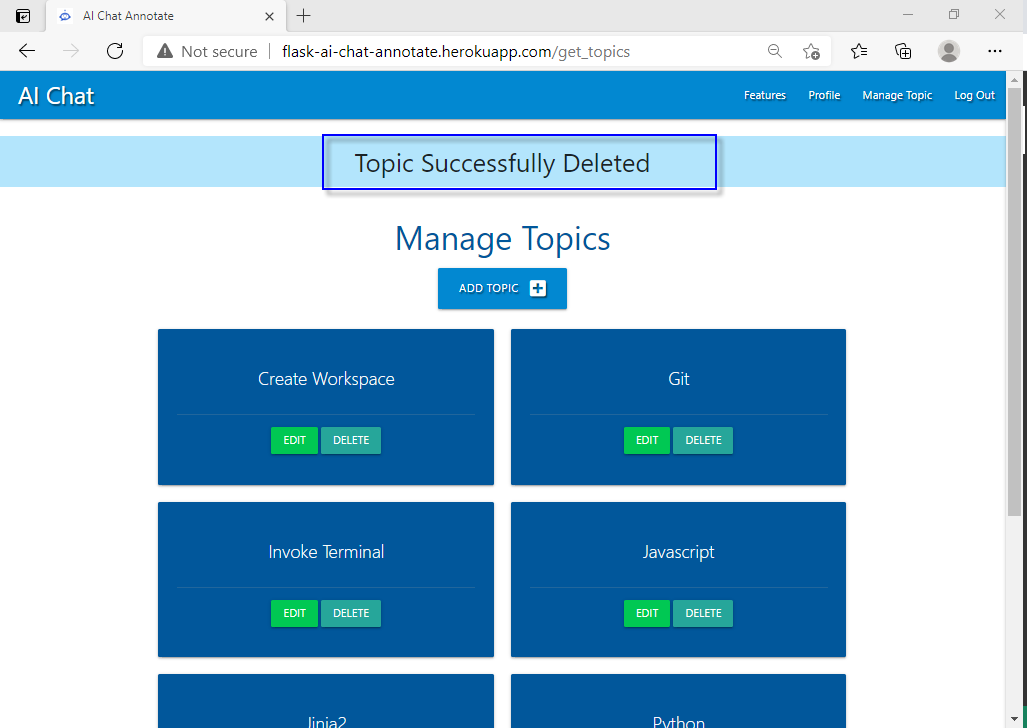 AI Chat Annotate
Not secure flask-ai-chat-annotate.herokuapp.com/get_topics
AI Chat Features Profile Manage Topic Log Out
Topic Successfully Deleted
Manage Topics
ADD TOPIC
Create Workspace Git
EDIT DELETE EDIT DELETE
Invoke Terminal Javascript
EDIT DELETE EDIT DELETE
Jinja2 Python